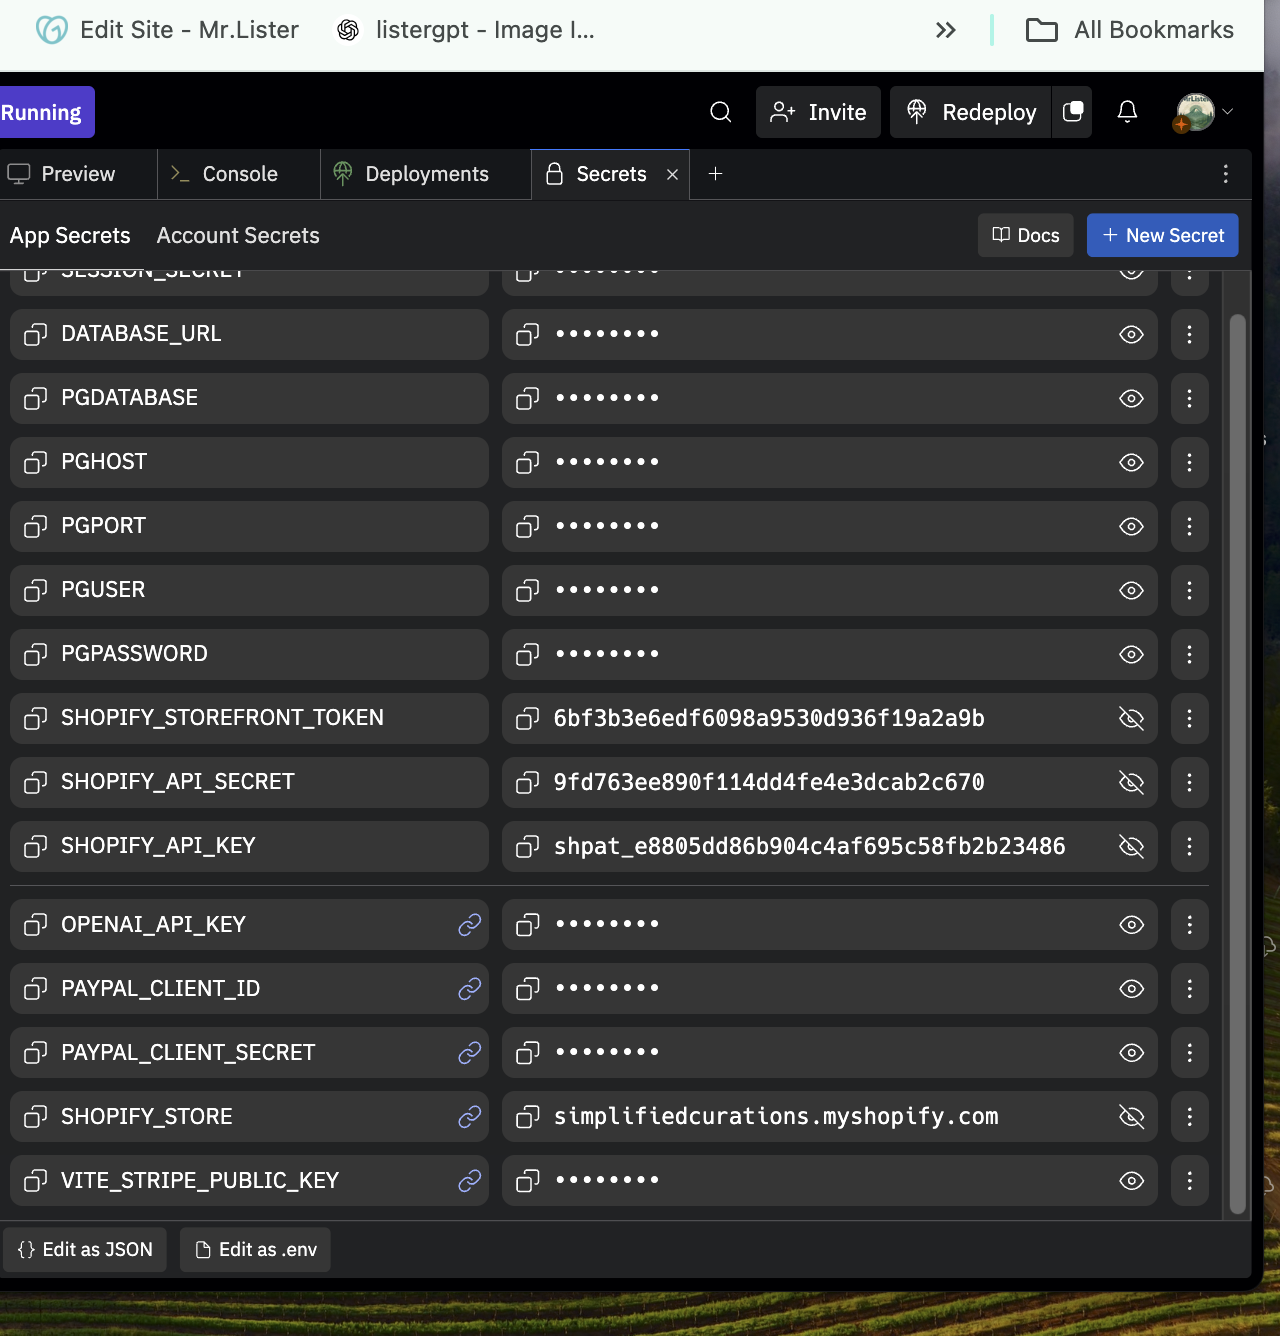 Edit Site - Mr.Lister listergpt - Image I... All Bookmarks
Running Invite Redeploy
Preview Console Deployments Secrets
App Secrets Account Secrets Docs New Secret
SESSION_SECRET ••••••••
DATABASE_URL ••••••••
PGDATABASE ••••••••
PGHOST ••••••••
PGPORT ••••••••
PGUSER ••••••••
PGPASSWORD ••••••••
SHOPIFY_STOREFRONT_TOKEN 6bf3b3e6edf6098a9530d936f19a2a9b
SHOPIFY_API_SECRET 9fd763ee890f114dd4fe4e3dcab2c670
SHOPIFY_API_KEY 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
OPENAI_API_KEY ••••••••
PAYPAL_CLIENT_ID ••••••••
PAYPAL_CLIENT_SECRET ••••••••
SHOPIFY_STORE simplifiedcurations.myshopify.com
VITE_STRIPE_PUBLIC_KEY ••••••••
{} Edit as JSON Edit as .env